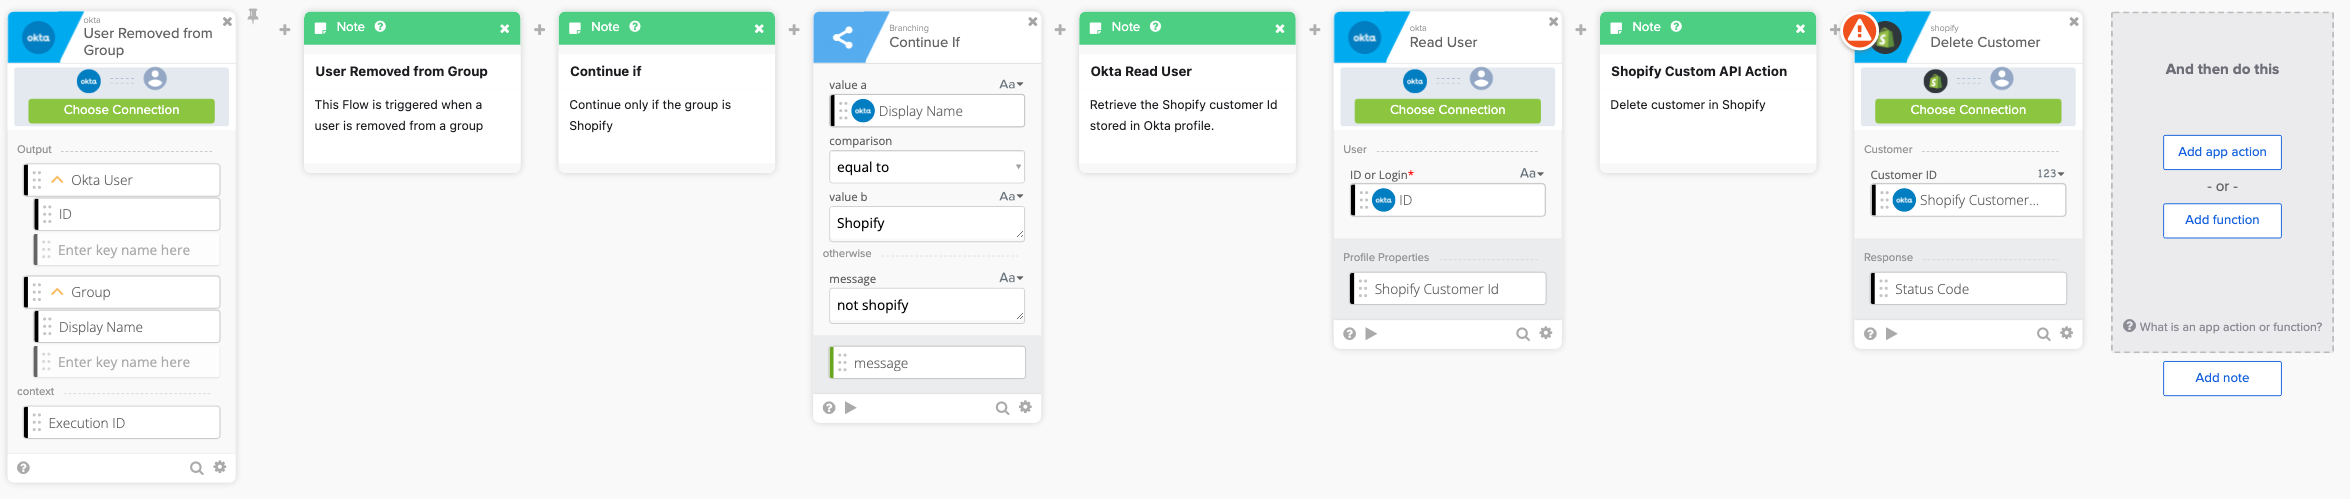 okta
okta
User Removed from
Group
okta
Choose Connection
Output
Okta User
ID
Enter key name here
Group
Display Name
Enter key name here
context
Execution ID
Note
User Removed from Group
This Flow is triggered when a
user is removed from a group
Note
Continue if
Continue only if the group is
Shopify
Branching
Continue If
value a
Aa
okta
Display Name
comparison
equal to
value b
Aa
Shopify
otherwise
message
Aa
not shopify
message
Note
Okta Read User
Retrieve the Shopify customer Id
stored in Okta profile.
okta
okta
Read User
okta
Choose Connection
User
ID or Login*
Aa
okta
ID
Profile Properties
Shopify Customer Id
Note
Shopify Custom API Action
Delete customer in Shopify
shopify
Delete Customer
Choose Connection
Customer
Customer ID
123
okta
Shopify Customer...
Response
Status Code
And then do this
Add app action
- or -
Add function
What is an app action or function?
Add note